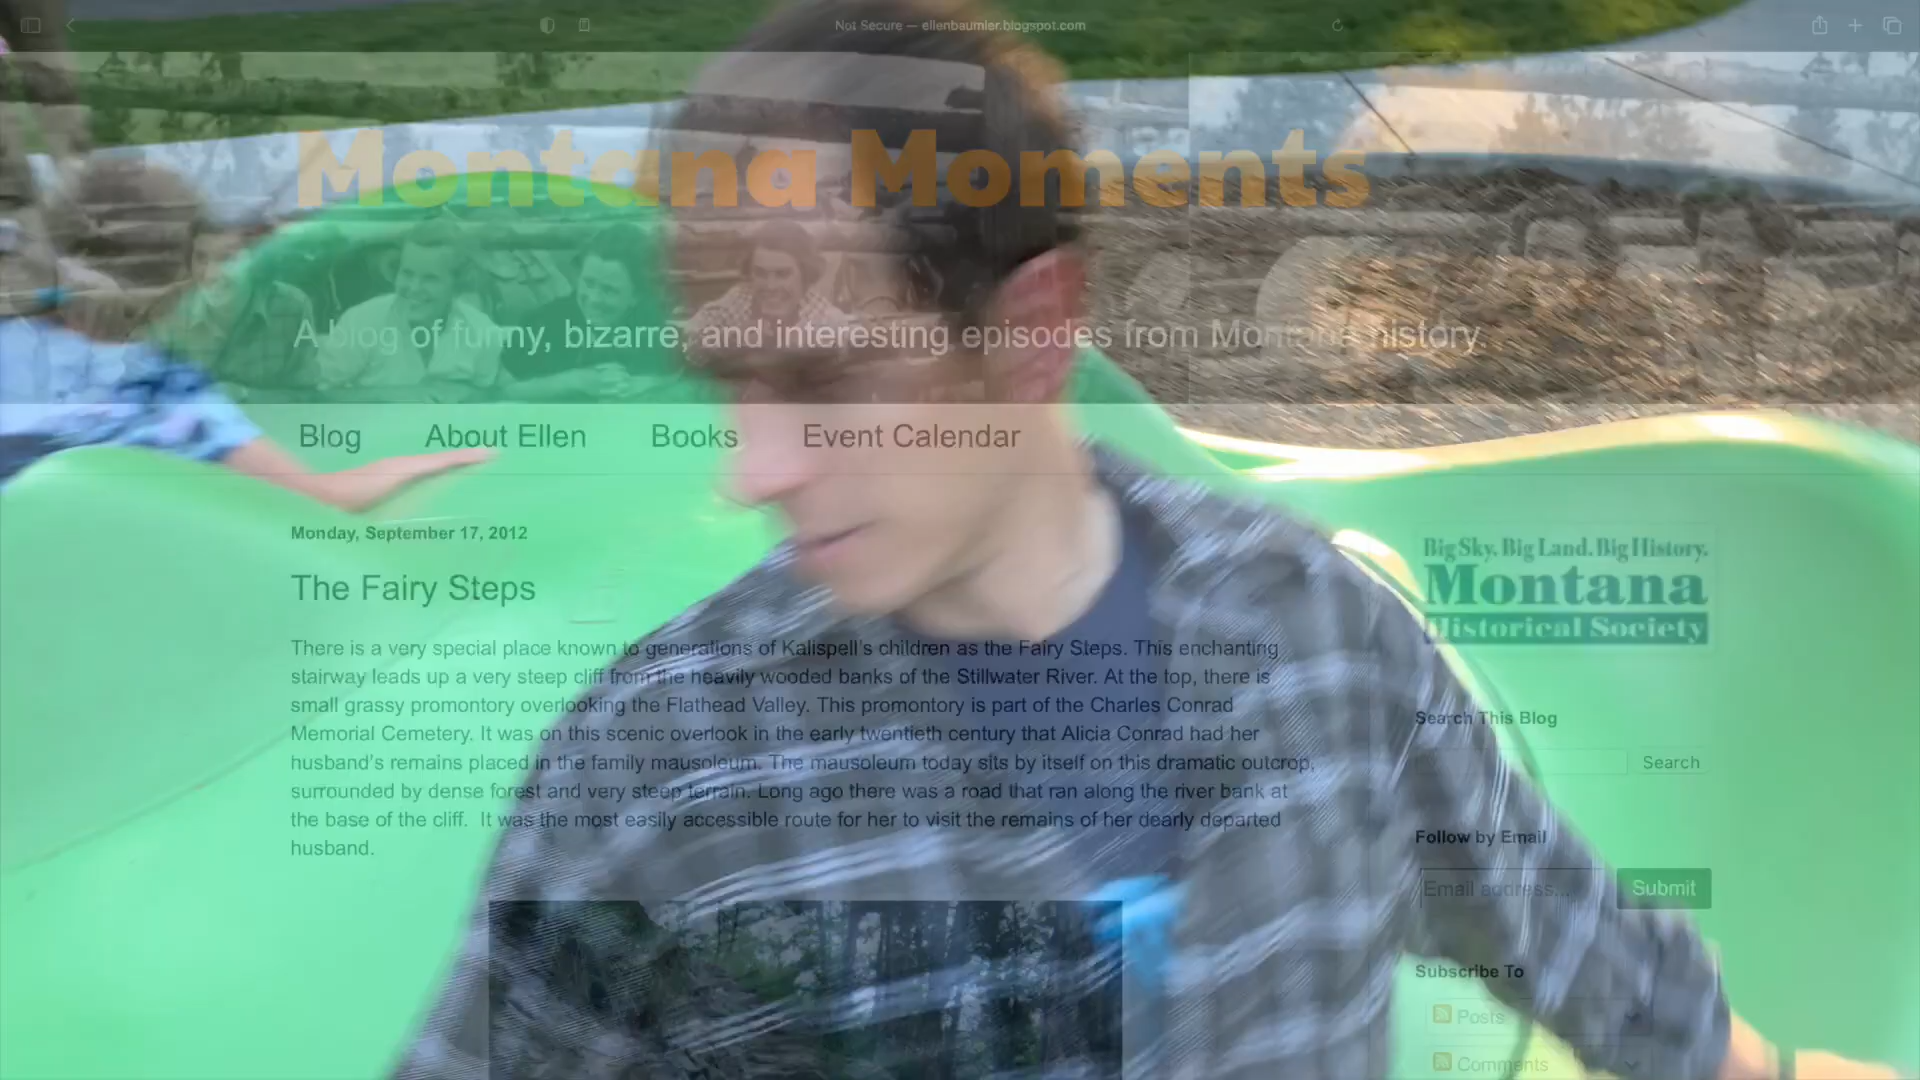 Not Secure — ellenbaumler.blogspot.com
Montana Moments
A blog of funny, bizarre, and interesting episodes from Montana history.
Blog About Ellen Books Event Calendar
Monday, September 17, 2012
The Fairy Steps
There is a very special place known to generations of Kalispell's children as the Fairy Steps. This enchanting
stairway leads up a very steep cliff from the heavily wooded banks of the Stillwater River. At the top, there is
small grassy promontory overlooking the Flathead Valley. This promontory is part of the Charles Conrad
Memorial Cemetery. It was on this scenic overlook in the early twentieth century that Alicia Conrad had her
husband's remains placed in the family mausoleum. The mausoleum today sits by itself on this dramatic outcrop,
surrounded by dense forest and very steep terrain. Long ago there was a road that ran along the river bank at
the base of the cliff.  It was the most easily accessible route for her to visit the remains of her dearly departed
husband.
Big Sky. Big Land. Big History.
Montana
Historical Society
Search This Blog
Search
Follow by Email
Email address...
Submit
Subscribe To
Posts
Comments